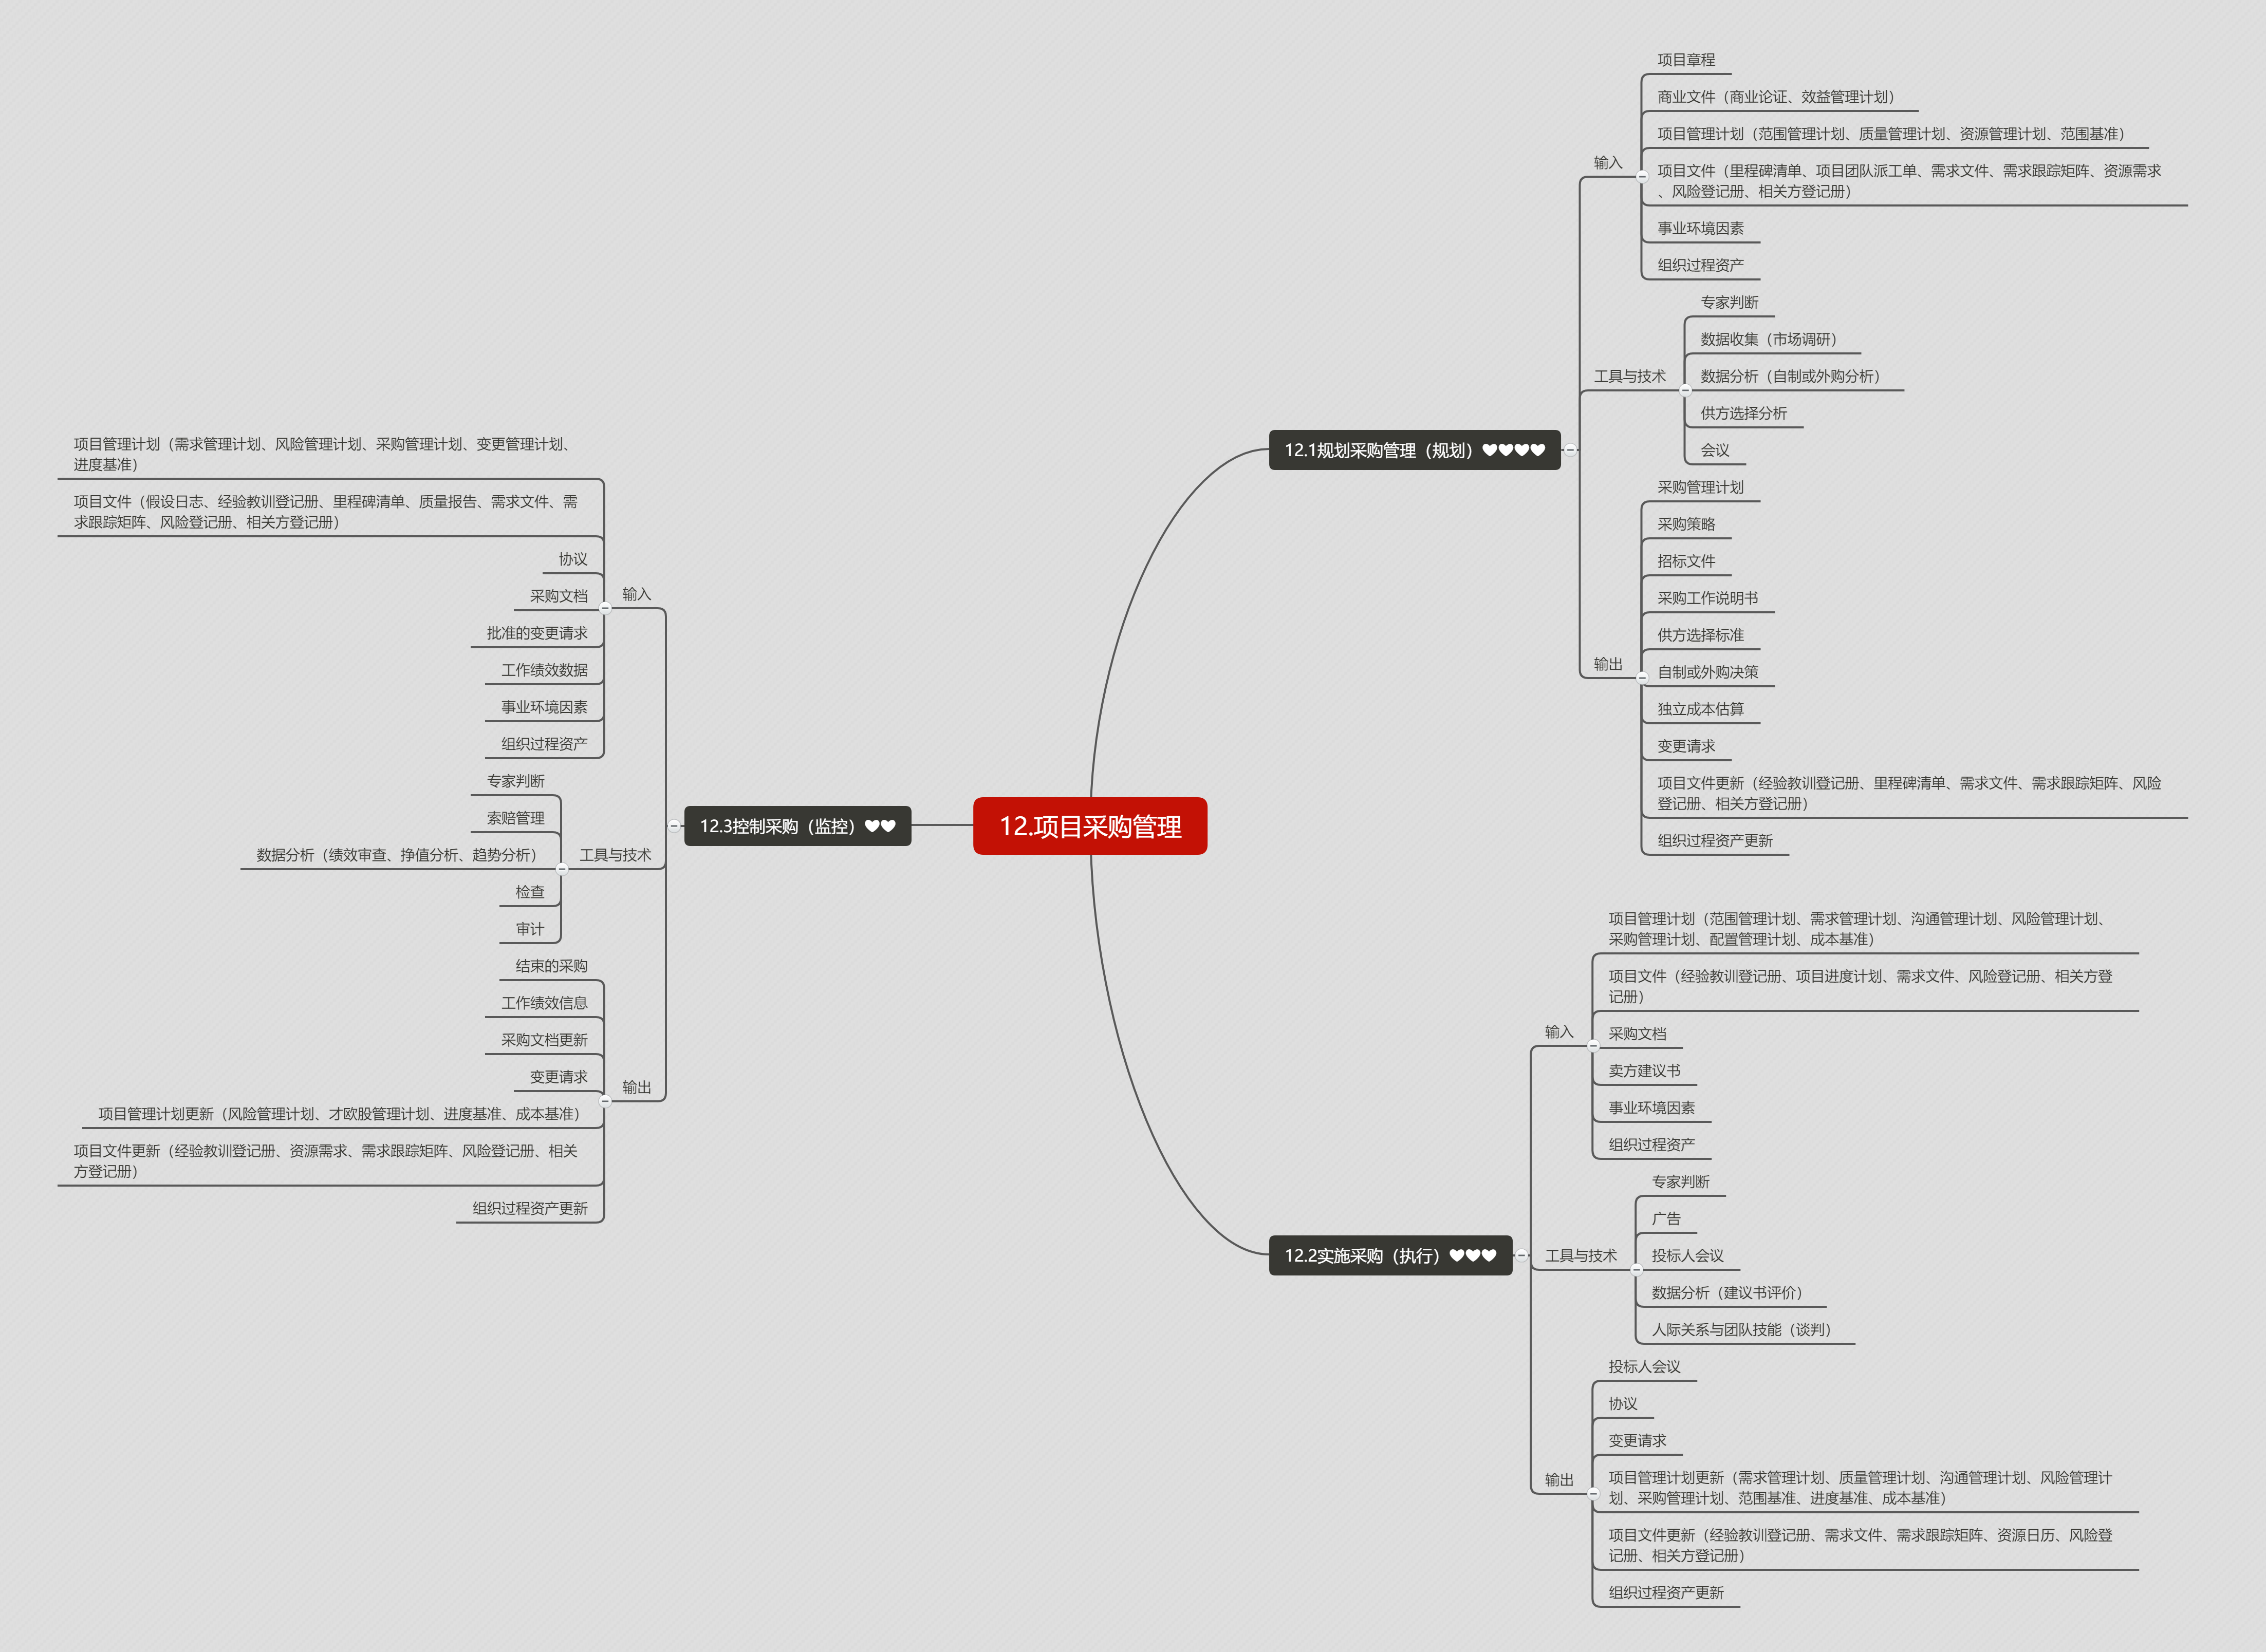 12.项目采购管理
12.1规划采购管理（规划）
输入
项目章程
商业文件（商业论证、效益管理计划）
项目管理计划（范围管理计划、质量管理计划、资源管理计划、范围基准）
项目文件（里程碑清单、项目团队派工单、需求文件、需求跟踪矩阵、资源需求
、风险登记册、相关方登记册）
事业环境因素
组织过程资产
工具与技术
专家判断
数据收集（市场调研）
数据分析（自制或外购分析）
供方选择分析
会议
输出
采购管理计划
采购策略
招标文件
采购工作说明书
供方选择标准
自制或外购决策
独立成本估算
变更请求
项目文件更新（经验教训登记册、里程碑清单、需求文件、需求跟踪矩阵、风险
登记册、相关方登记册）
组织过程资产更新
12.2实施采购（执行）
输入
项目管理计划（范围管理计划、需求管理计划、沟通管理计划、风险管理计划、
采购管理计划、配置管理计划、成本基准）
项目文件（经验教训登记册、项目进度计划、需求文件、风险登记册、相关方登
记册）
采购文档
卖方建议书
事业环境因素
组织过程资产
工具与技术
专家判断
广告
投标人会议
数据分析（建议书评价）
人际关系与团队技能（谈判）
输出
投标人会议
协议
变更请求
项目管理计划更新（需求管理计划、质量管理计划、沟通管理计划、风险管理计
划、采购管理计划、范围基准、进度基准、成本基准）
项目文件更新（经验教训登记册、需求文件、需求跟踪矩阵、资源日历、风险登
记册、相关方登记册）
组织过程资产更新
12.3控制采购（监控）
输入
项目管理计划（需求管理计划、风险管理计划、采购管理计划、变更管理计划、
进度基准）
项目文件（假设日志、经验教训登记册、里程碑清单、质量报告、需求文件、需
求跟踪矩阵、风险登记册、相关方登记册）
协议
采购文档
批准的变更请求
工作绩效数据
事业环境因素
组织过程资产
工具与技术
专家判断
索赔管理
数据分析（绩效审查、挣值分析、趋势分析）
检查
审计
输出
结束的采购
工作绩效信息
采购文档更新
变更请求
项目管理计划更新（风险管理计划、才欧股管理计划、进度基准、成本基准）
项目文件更新（经验教训登记册、资源需求、需求跟踪矩阵、风险登记册、相关
方登记册）
组织过程资产更新